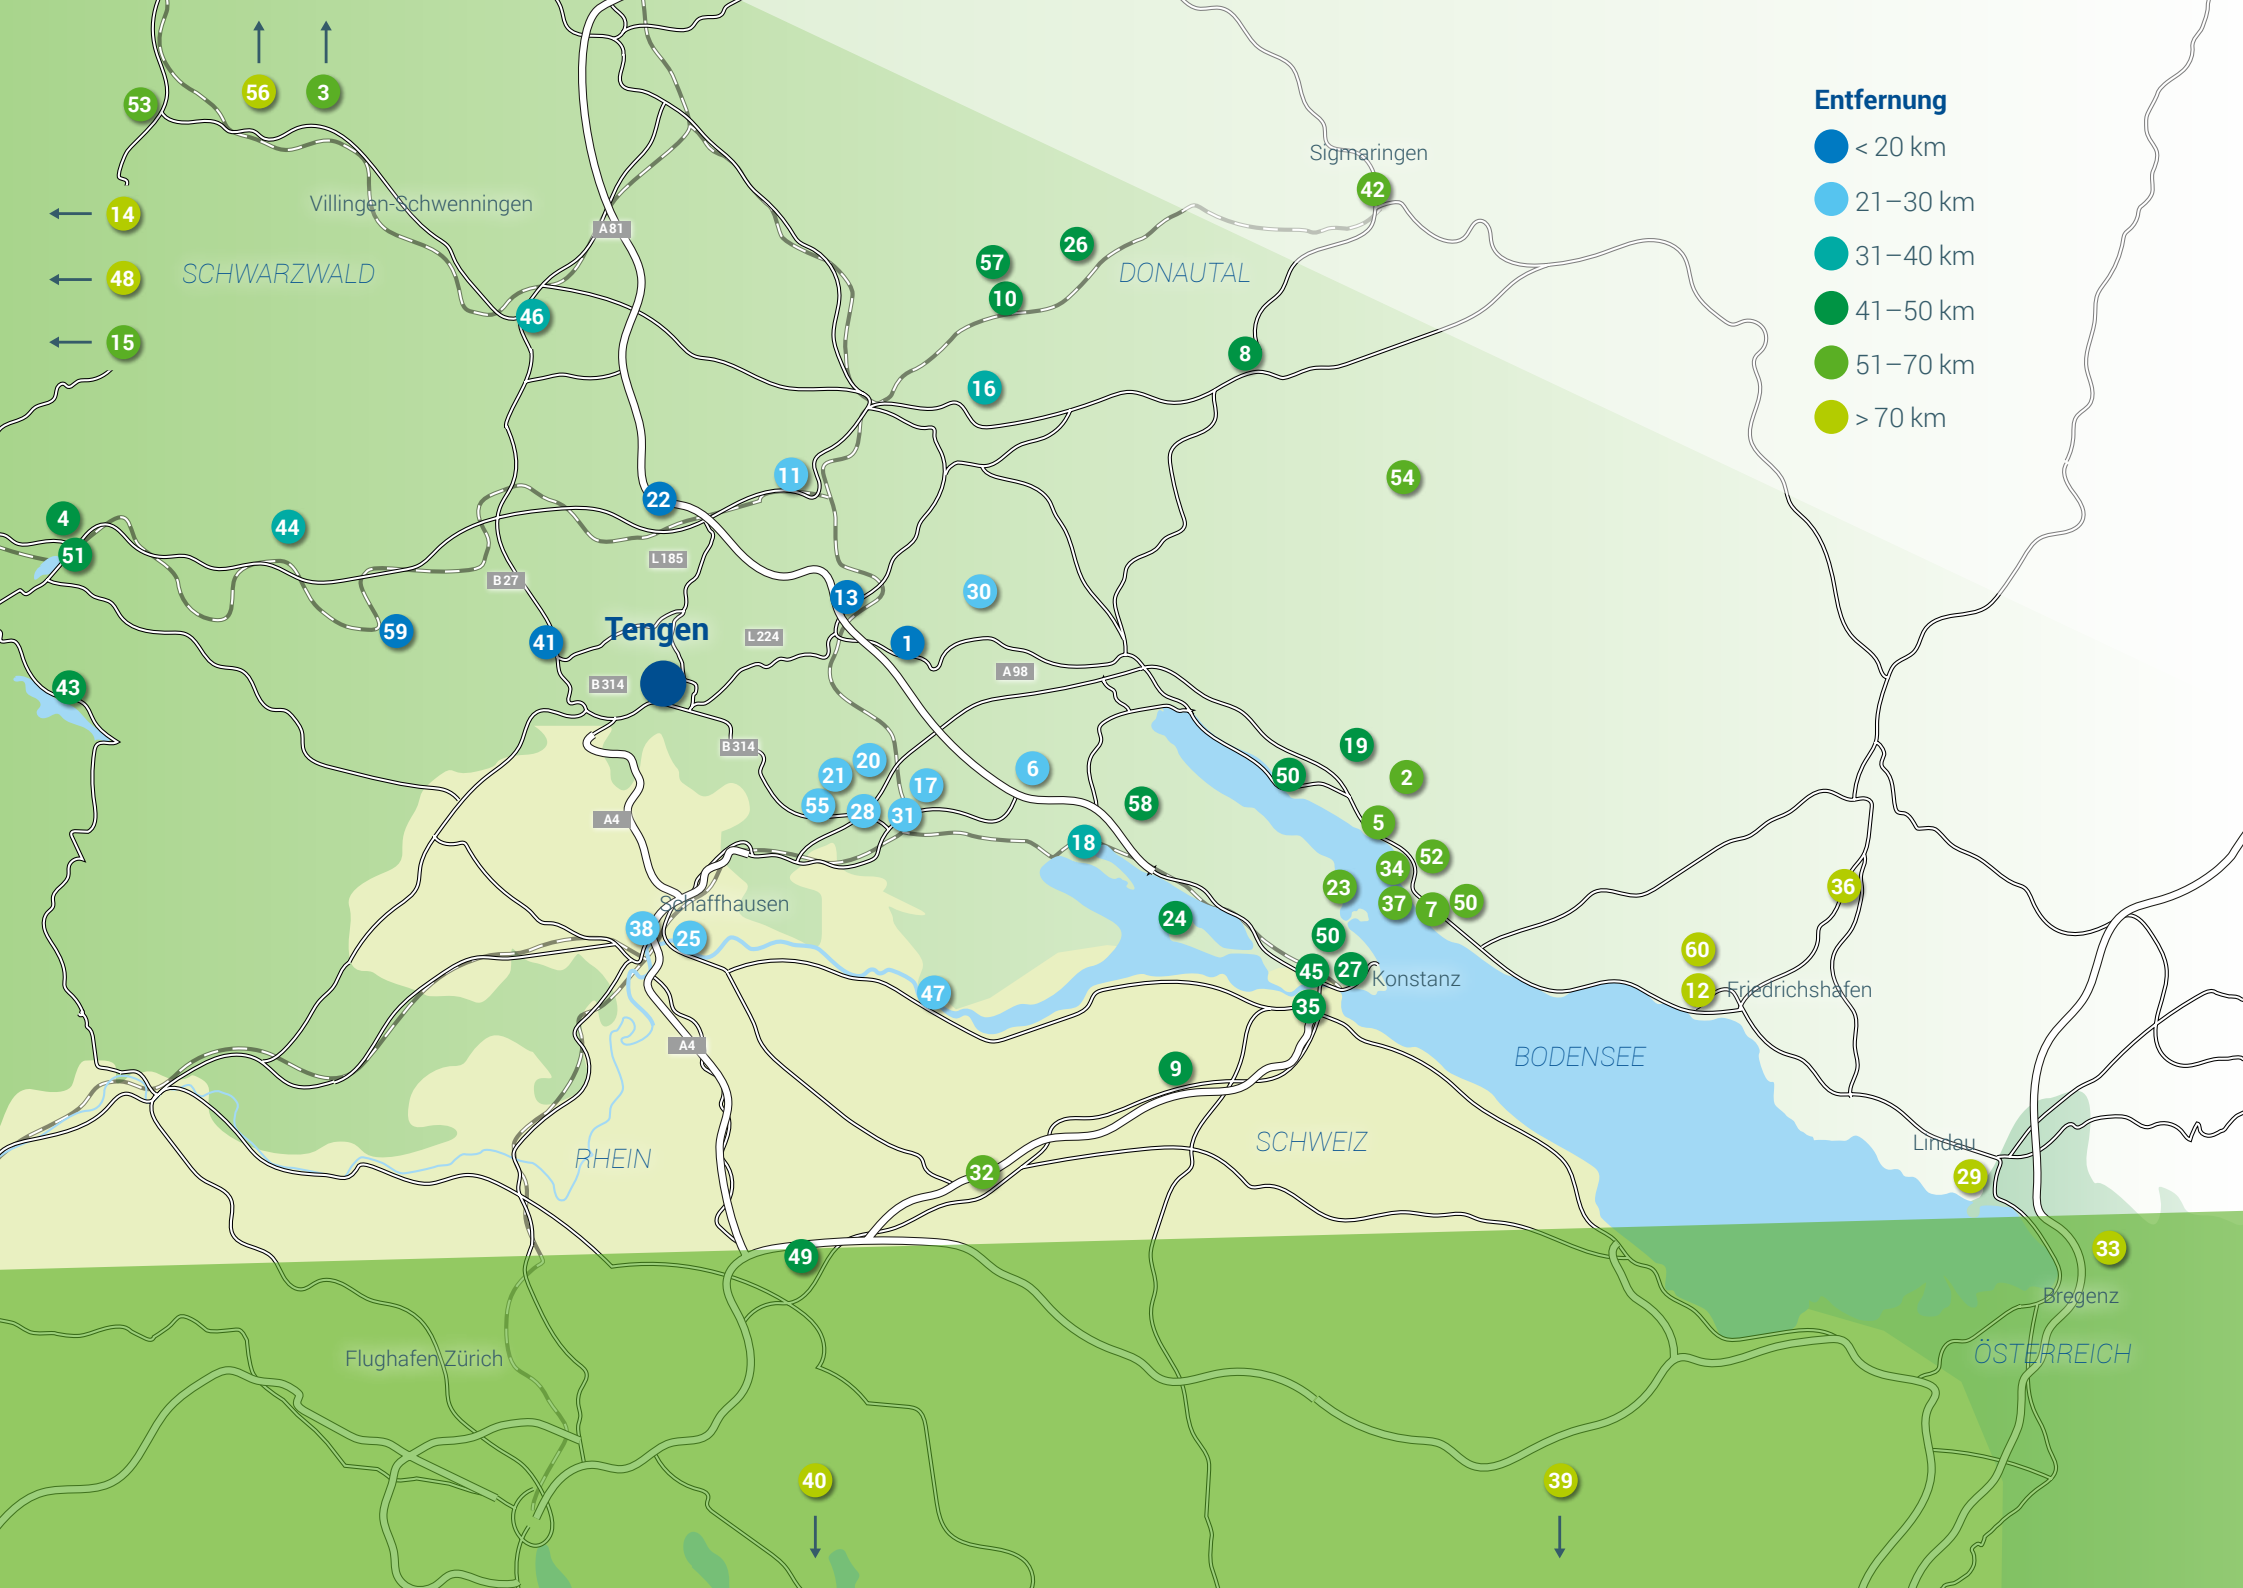 56
3
53
Entfernung
< 20 km
21–30 km
31–40 km
41–50 km
51–70 km
> 70 km
Sigmaringen
42
Villingen-Schwenningen
14
A81
SCHWARZWALD
48
26
57
10
DONAUTAL
46
15
8
16
11
54
22
4
44
51
L185
B27
13
30
59
Tengen
41
L224
1
A98
43
B314
B314
19
20
21
6
50
2
17
55
28
31
58
A4
5
18
52
34
23
36
Schaffhausen
37
7
50
24
38
25
50
60
45
27
Konstanz
47
12
Friedrichshafen
35
A4
BODENSEE
9
SCHWEIZ
Lindau
RHEIN
32
29
33
49
Bregenz
ÖSTERREICH
Flughafen Zürich
40
39